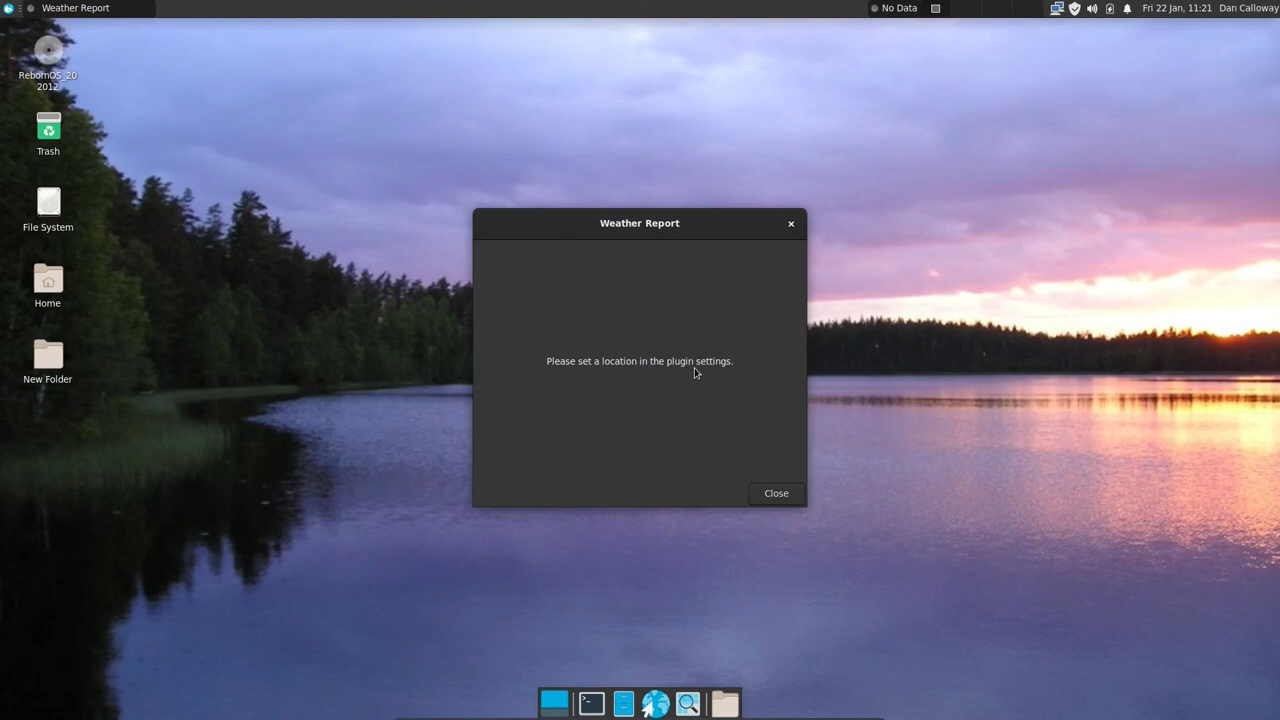 Weather Report
No Data
Fri 22 Jan, 11:21
Dan Calloway
RebornOS_20
2012
Trash
File System
Home
New Folder
Weather Report
Please set a location in the plugin settings.
Close